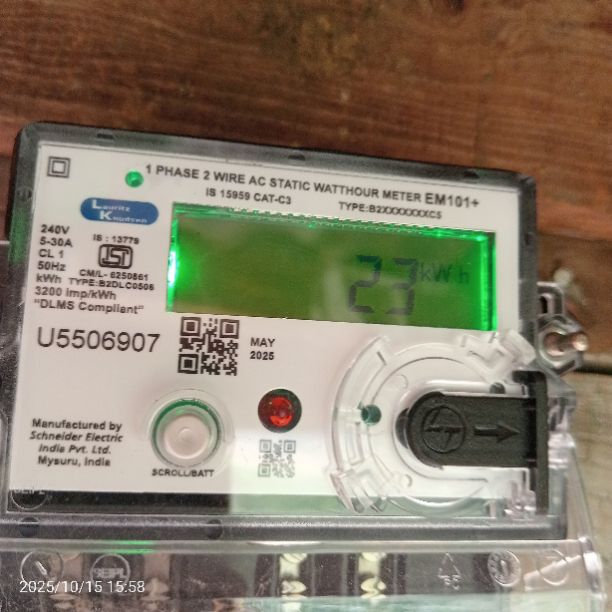 1 PHASE 2 WIRE AC STATIC WATTHOUR METER EM101+
IS 15959 CAT-C3 TYPE:B2XXXXXXXC5
Lauritz
Knudsen
240V
5-30A
CL 1
50Hz
kWh
3200 imp/kWh
"DLMS Compliant"
IS : 13779
ISI
CM/L- 6250861
TYPE:B2DLC0506
23 kWh
U5506907
MAY
2025
Manufactured by
Schneider Electric
India Pvt. Ltd.
Mysuru, India
SCROLL/BATT
SEIPL
2025/10/15 15:58